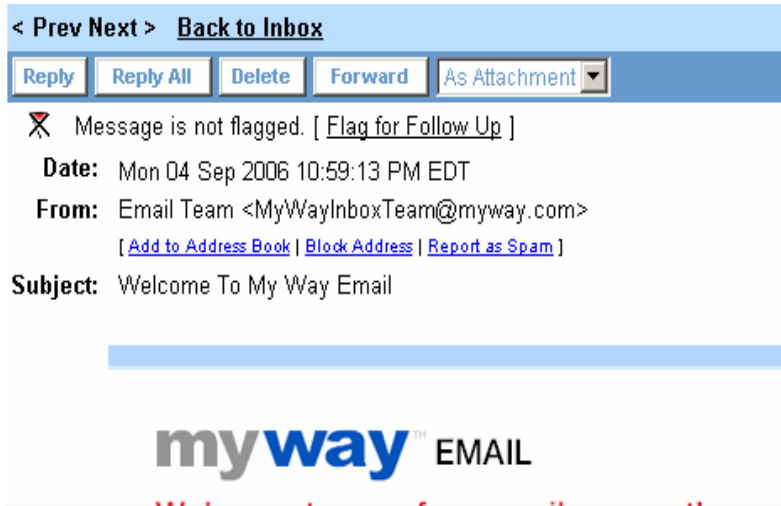 < Prev Next > Back to Inbox
Reply Reply All Delete Forward As Attachment
Message is not flagged. [ Flag for Follow Up ]
Date: Mon 04 Sep 2006 10:59:13 PM EDT
From: Email Team <MyWayInboxTeam@myway.com>
[ Add to Address Book | Block Address | Report as Spam ]
Subject: Welcome To My Way Email
myway™ EMAIL